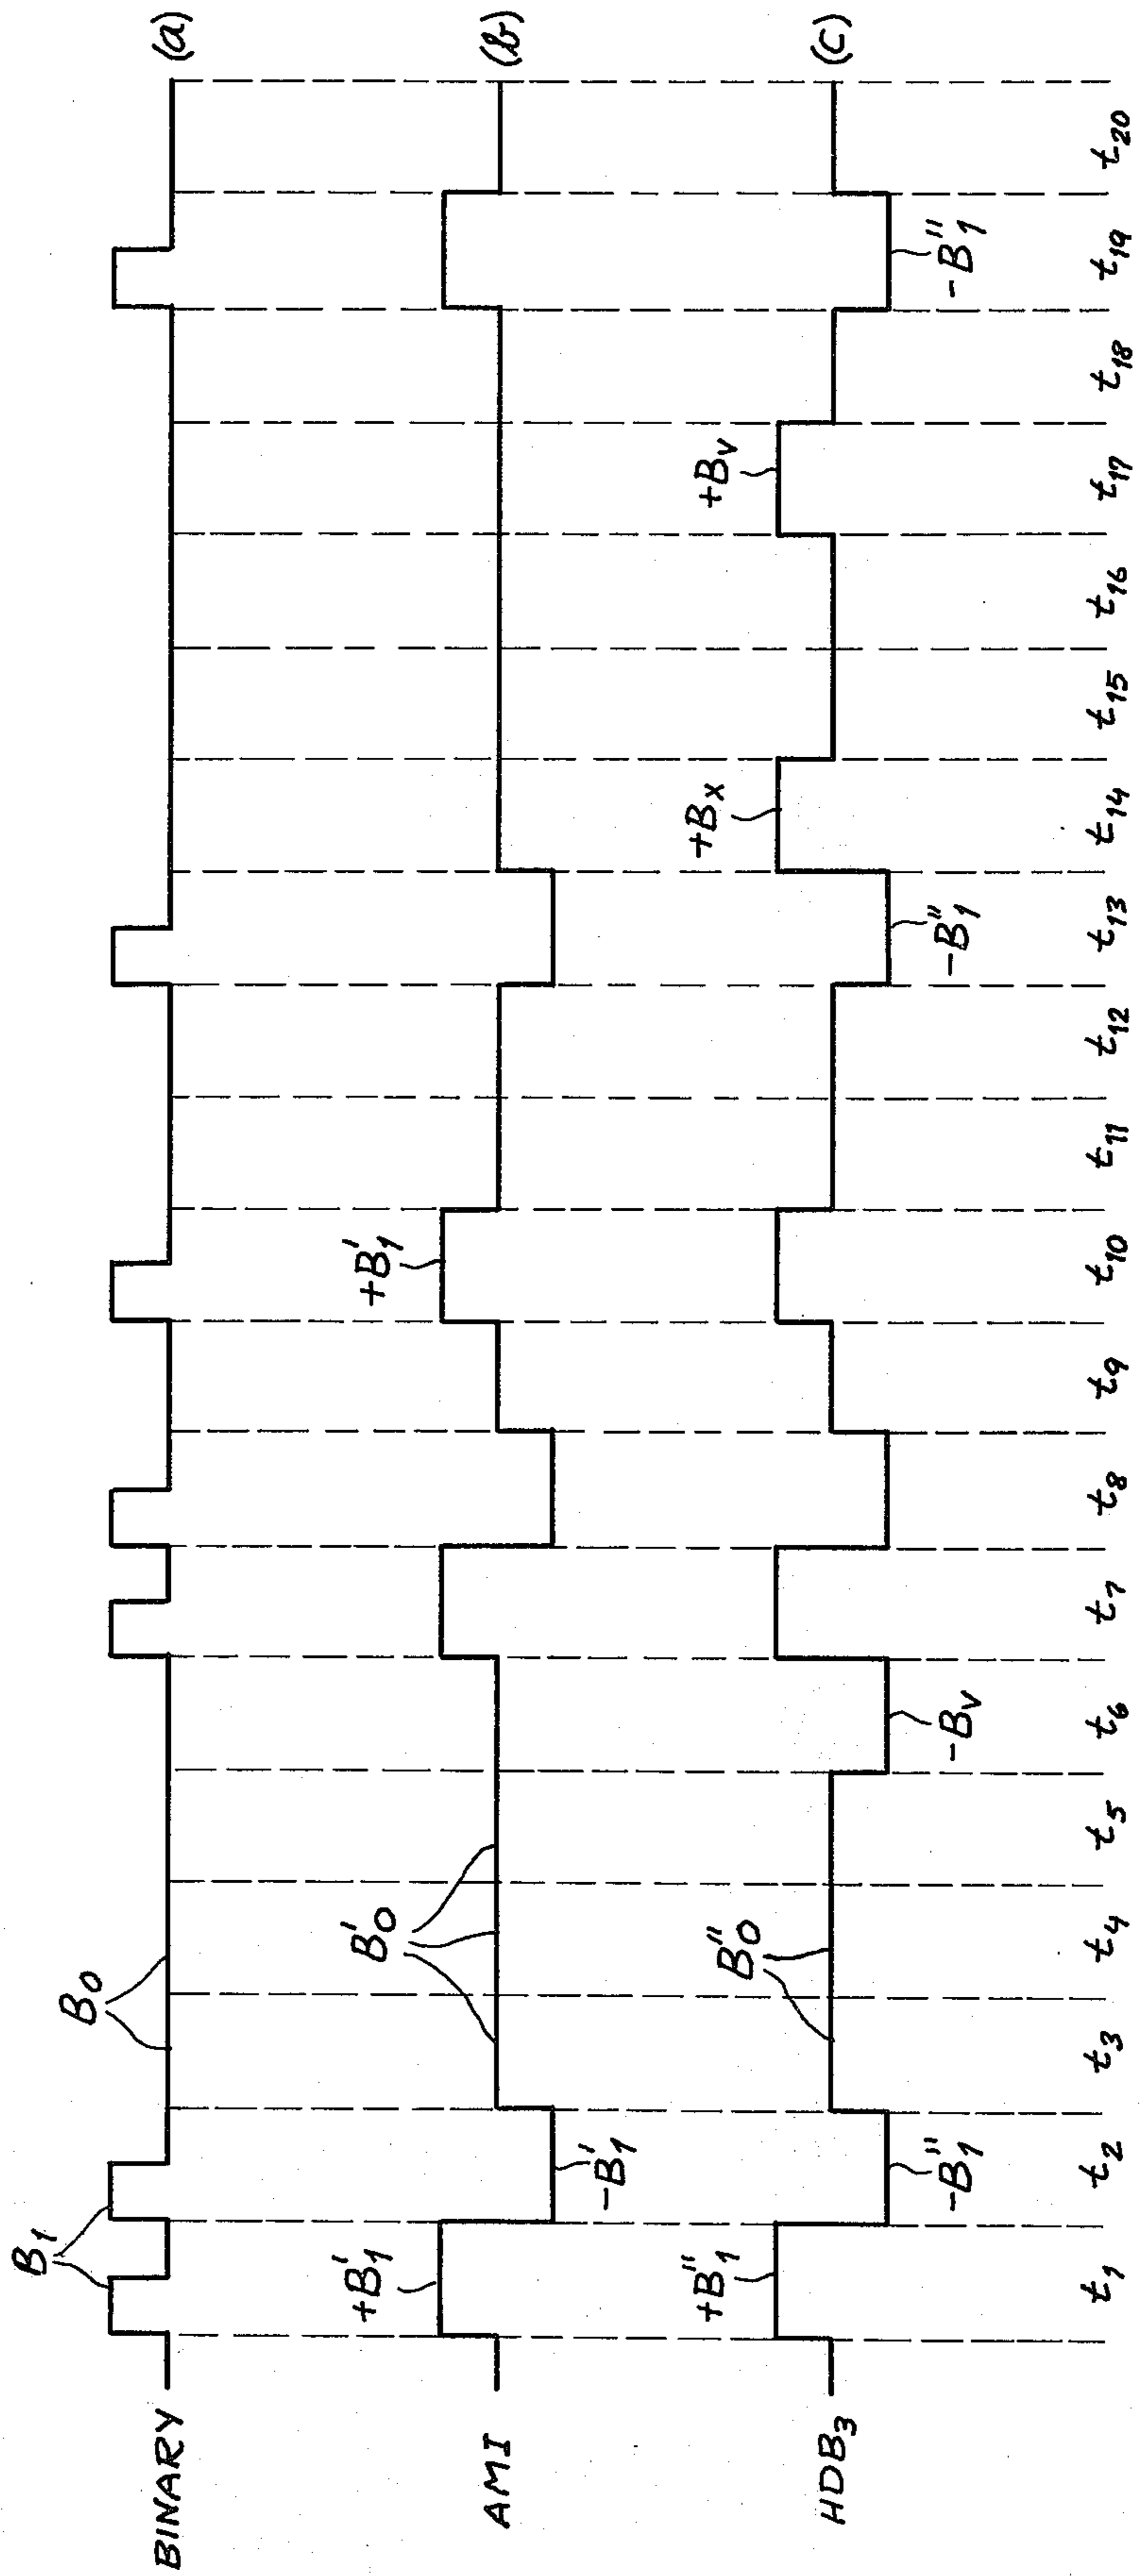 BINARY B₁ B₀ (a)
AMI +B'₁ -B'₁ B'₀ +B'₁ (b)
HDB₃ +B''₁ -B''₁ B''₀ -Bᵥ -B''₁ +Bₓ +Bᵥ -B''₁ (c)
t₁ t₂ t₃ t₄ t₅ t₆ t₇ t₈ t₉ t₁₀ t₁₁ t₁₂ t₁₃ t₁₄ t₁₅ t₁₆ t₁₇ t₁₈ t₁₉ t₂₀